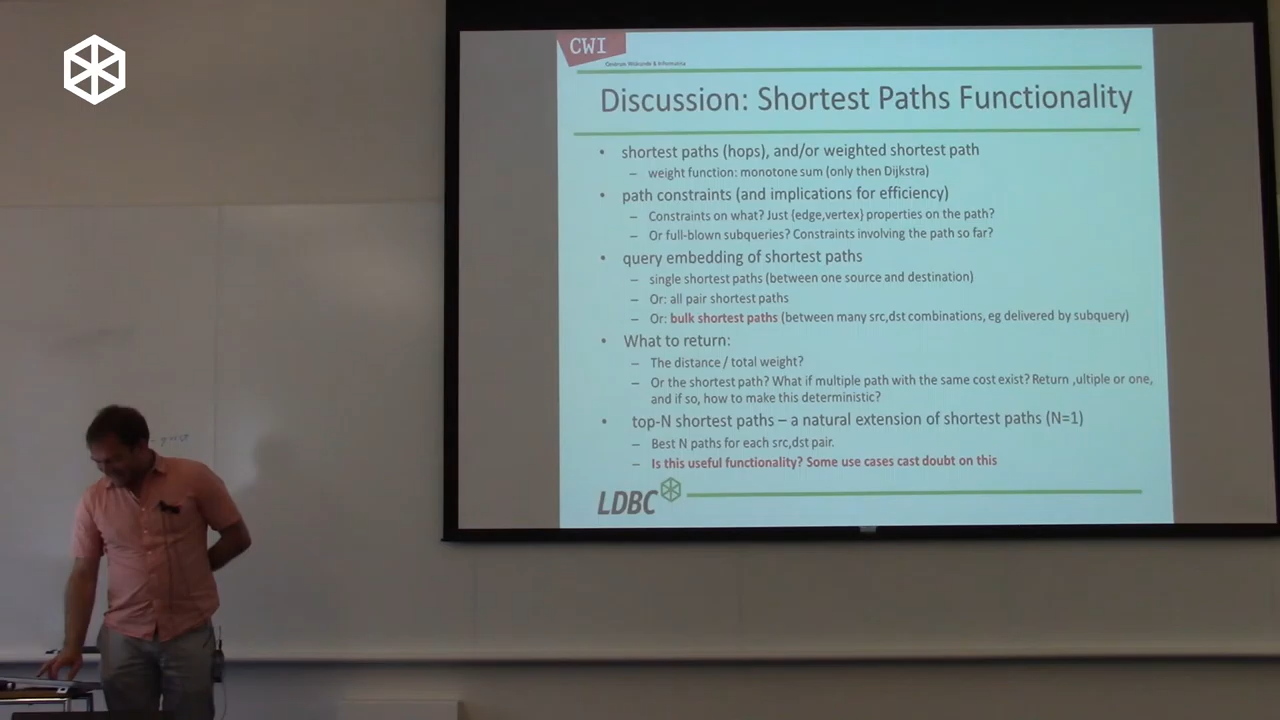 CWI
Centrum Wiskunde & Informatica
Discussion: Shortest Paths Functionality
• shortest paths (hops), and/or weighted shortest path
– weight function: monotone sum (only then Dijkstra)
• path constraints (and implications for efficiency)
– Constraints on what? Just {edge,vertex} properties on the path?
– Or full-blown subqueries? Constraints involving the path so far?
• query embedding of shortest paths
– single shortest paths (between one source and destination)
– Or: all pair shortest paths
– Or: bulk shortest paths (between many src,dst combinations, eg delivered by subquery)
• What to return:
– The distance / total weight?
– Or the shortest path? What if multiple path with the same cost exist? Return ,ultiple or one,
and if so, how to make this deterministic?
• top-N shortest paths – a natural extension of shortest paths (N=1)
– Best N paths for each src,dst pair.
– Is this useful functionality? Some use cases cast doubt on this
LDBC